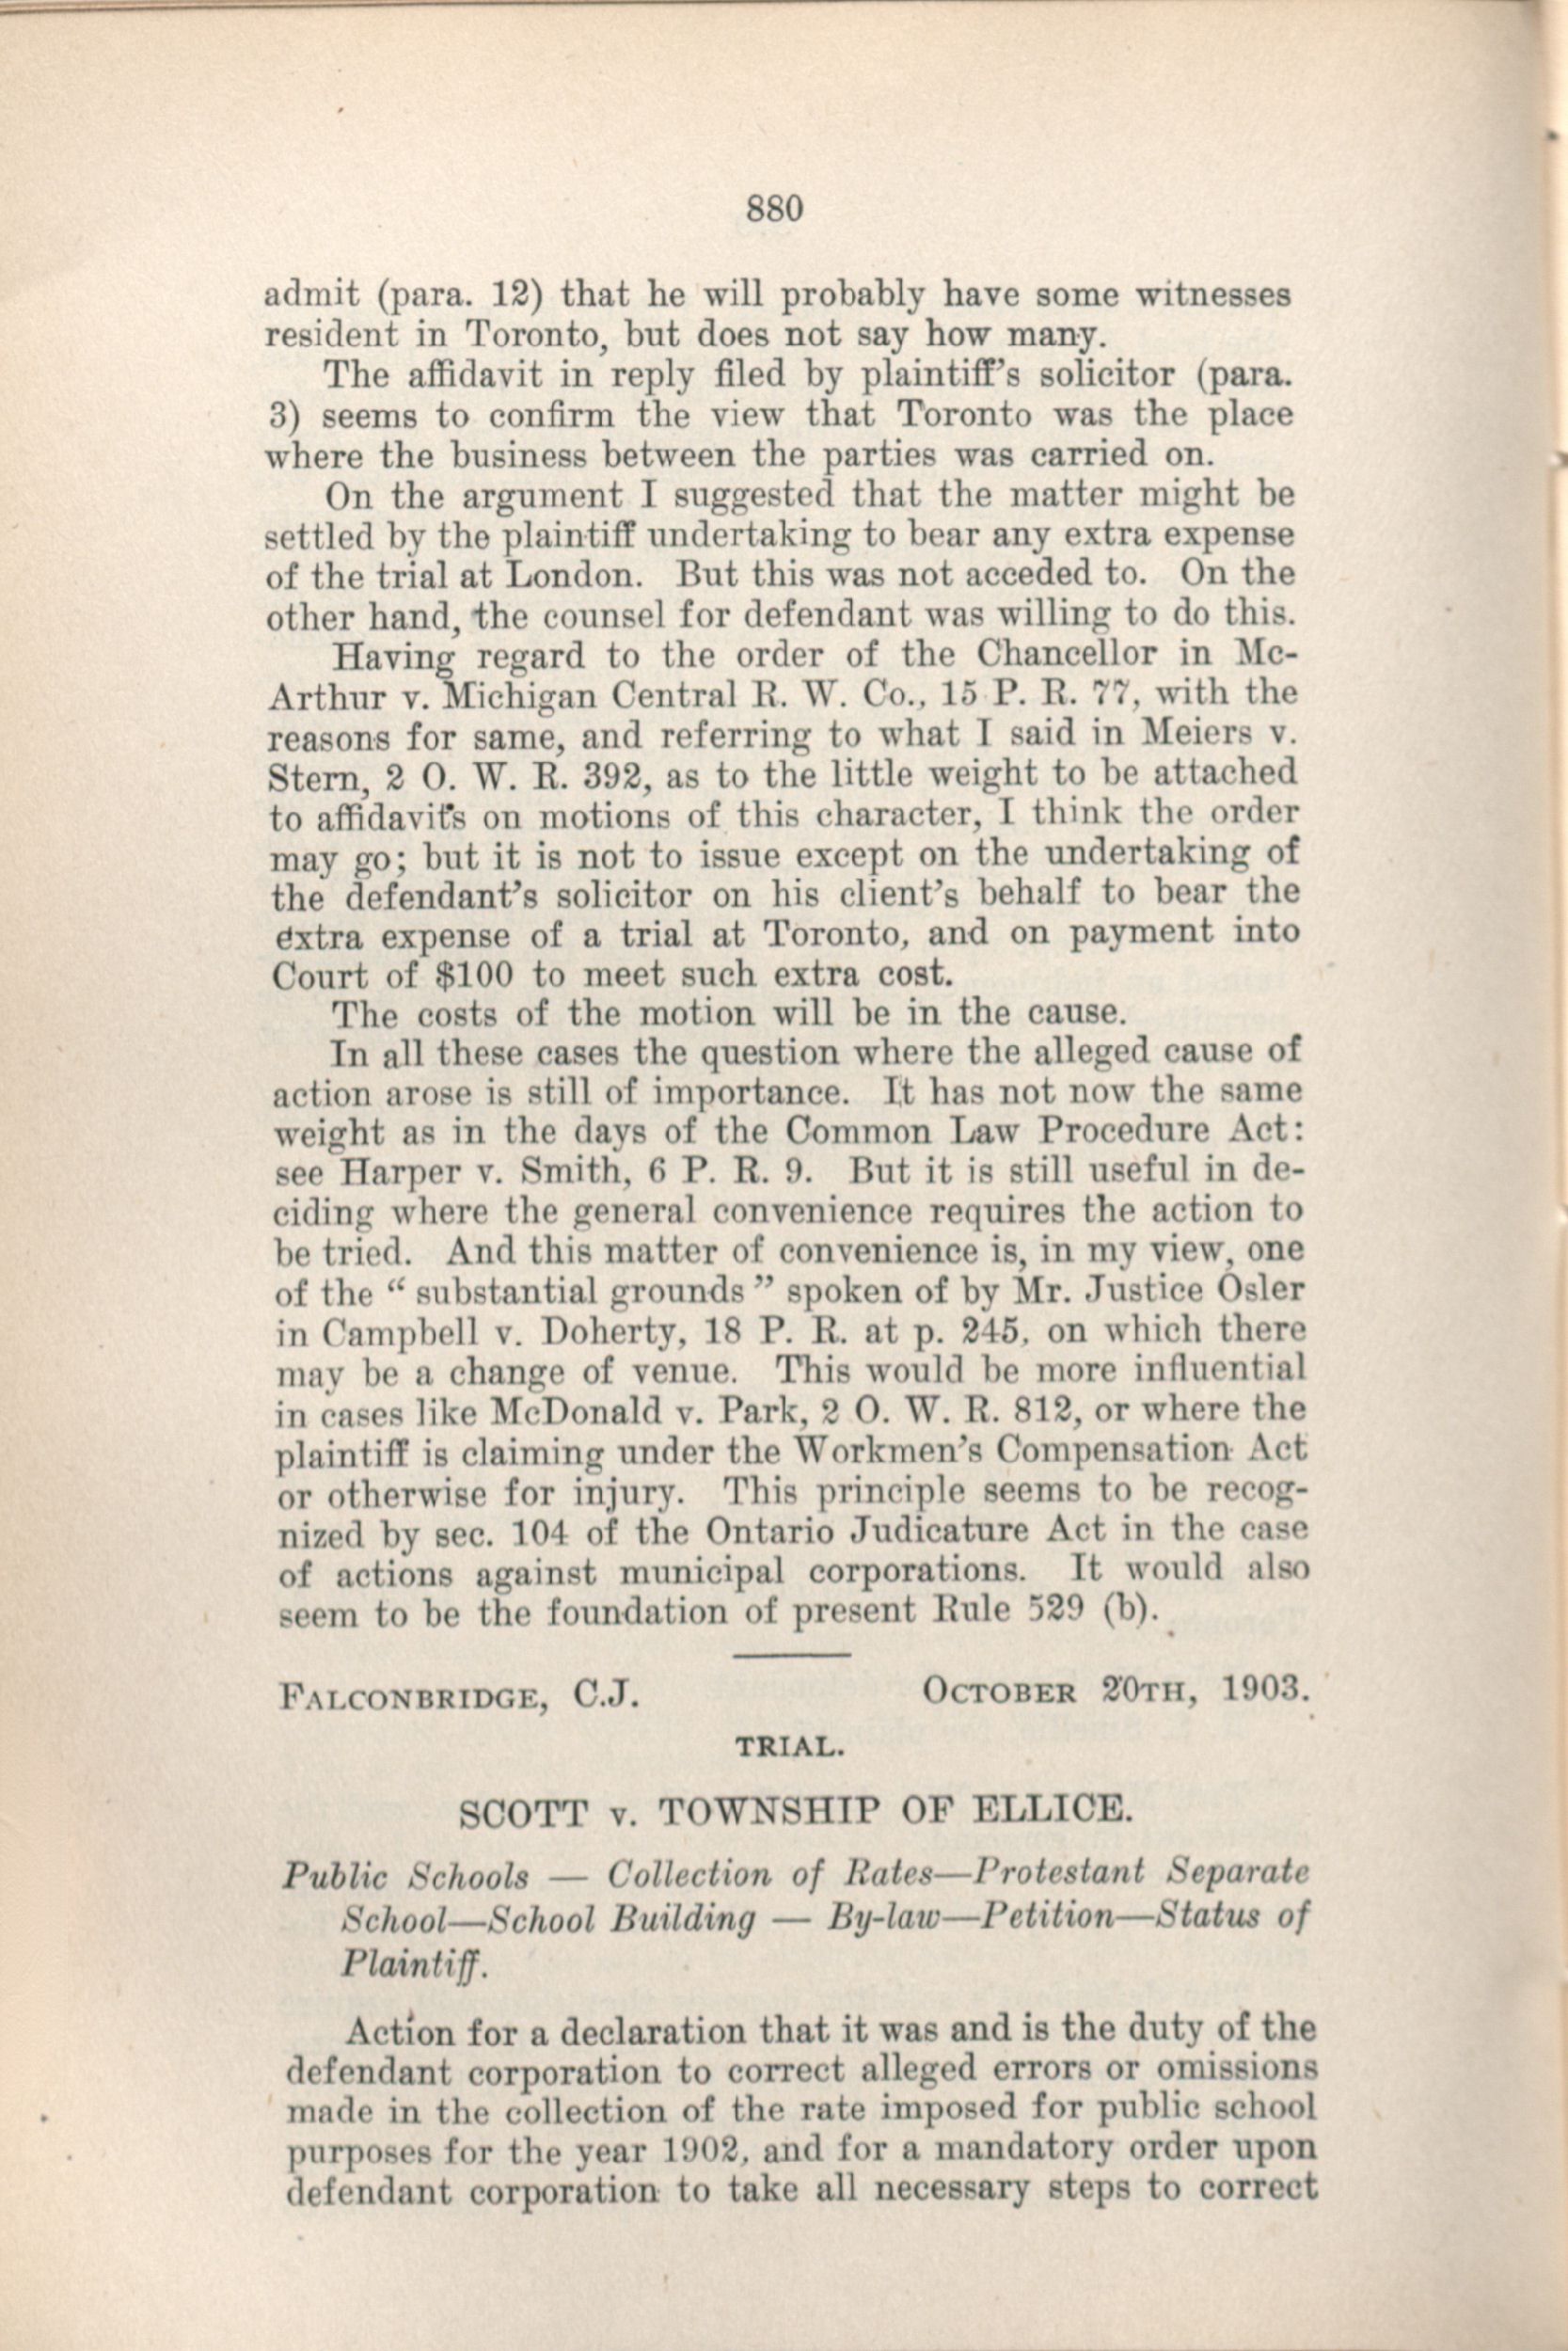 880
admit (para. 12) that he will probably have some witnesses
resident in Toronto, but does not say how many.
The affidavit in reply filed by plaintiff's solicitor (para.
3) seems to confirm the view that Toronto was the place
where the business between the parties was carried on.
On the argument I suggested that the matter might be
settled by the plaintiff undertaking to bear any extra expense
of the trial at London. But this was not acceded to. On the
other hand, the counsel for defendant was willing to do this.
Having regard to the order of the Chancellor in Mc-
Arthur v. Michigan Central R. W. Co., 15 P. R. 77, with the
reasons for same, and referring to what I said in Meiers v.
Stern, 2 O. W. R. 392, as to the little weight to be attached
to affidavits on motions of this character, I think the order
may go; but it is not to issue except on the undertaking of
the defendant's solicitor on his client's behalf to bear the
extra expense of a trial at Toronto, and on payment into
Court of $100 to meet such extra cost.
The costs of the motion will be in the cause.
In all these cases the question where the alleged cause of
action arose is still of importance. It has not now the same
weight as in the days of the Common Law Procedure Act:
see Harper v. Smith, 6 P. R. 9. But it is still useful in de-
ciding where the general convenience requires the action to
be tried. And this matter of convenience is, in my view, one
of the " substantial grounds " spoken of by Mr. Justice Osler
in Campbell v. Doherty, 18 P. R. at p. 245, on which there
may be a change of venue. This would be more influential
in cases like McDonald v. Park, 2 O. W. R. 812, or where the
plaintiff is claiming under the Workmen's Compensation Act
or otherwise for injury. This principle seems to be recog-
nized by sec. 104 of the Ontario Judicature Act in the case
of actions against municipal corporations. It would also
seem to be the foundation of present Rule 529 (b).
FALCONBRIDGE, C.J. OCTOBER 20TH, 1903.
TRIAL.
SCOTT v. TOWNSHIP OF ELLICE.
Public Schools — Collection of Rates—Protestant Separate
School—School Building — By-law—Petition—Status of
Plaintiff.
Action for a declaration that it was and is the duty of the
defendant corporation to correct alleged errors or omissions
made in the collection of the rate imposed for public school
purposes for the year 1902, and for a mandatory order upon
defendant corporation to take all necessary steps to correct